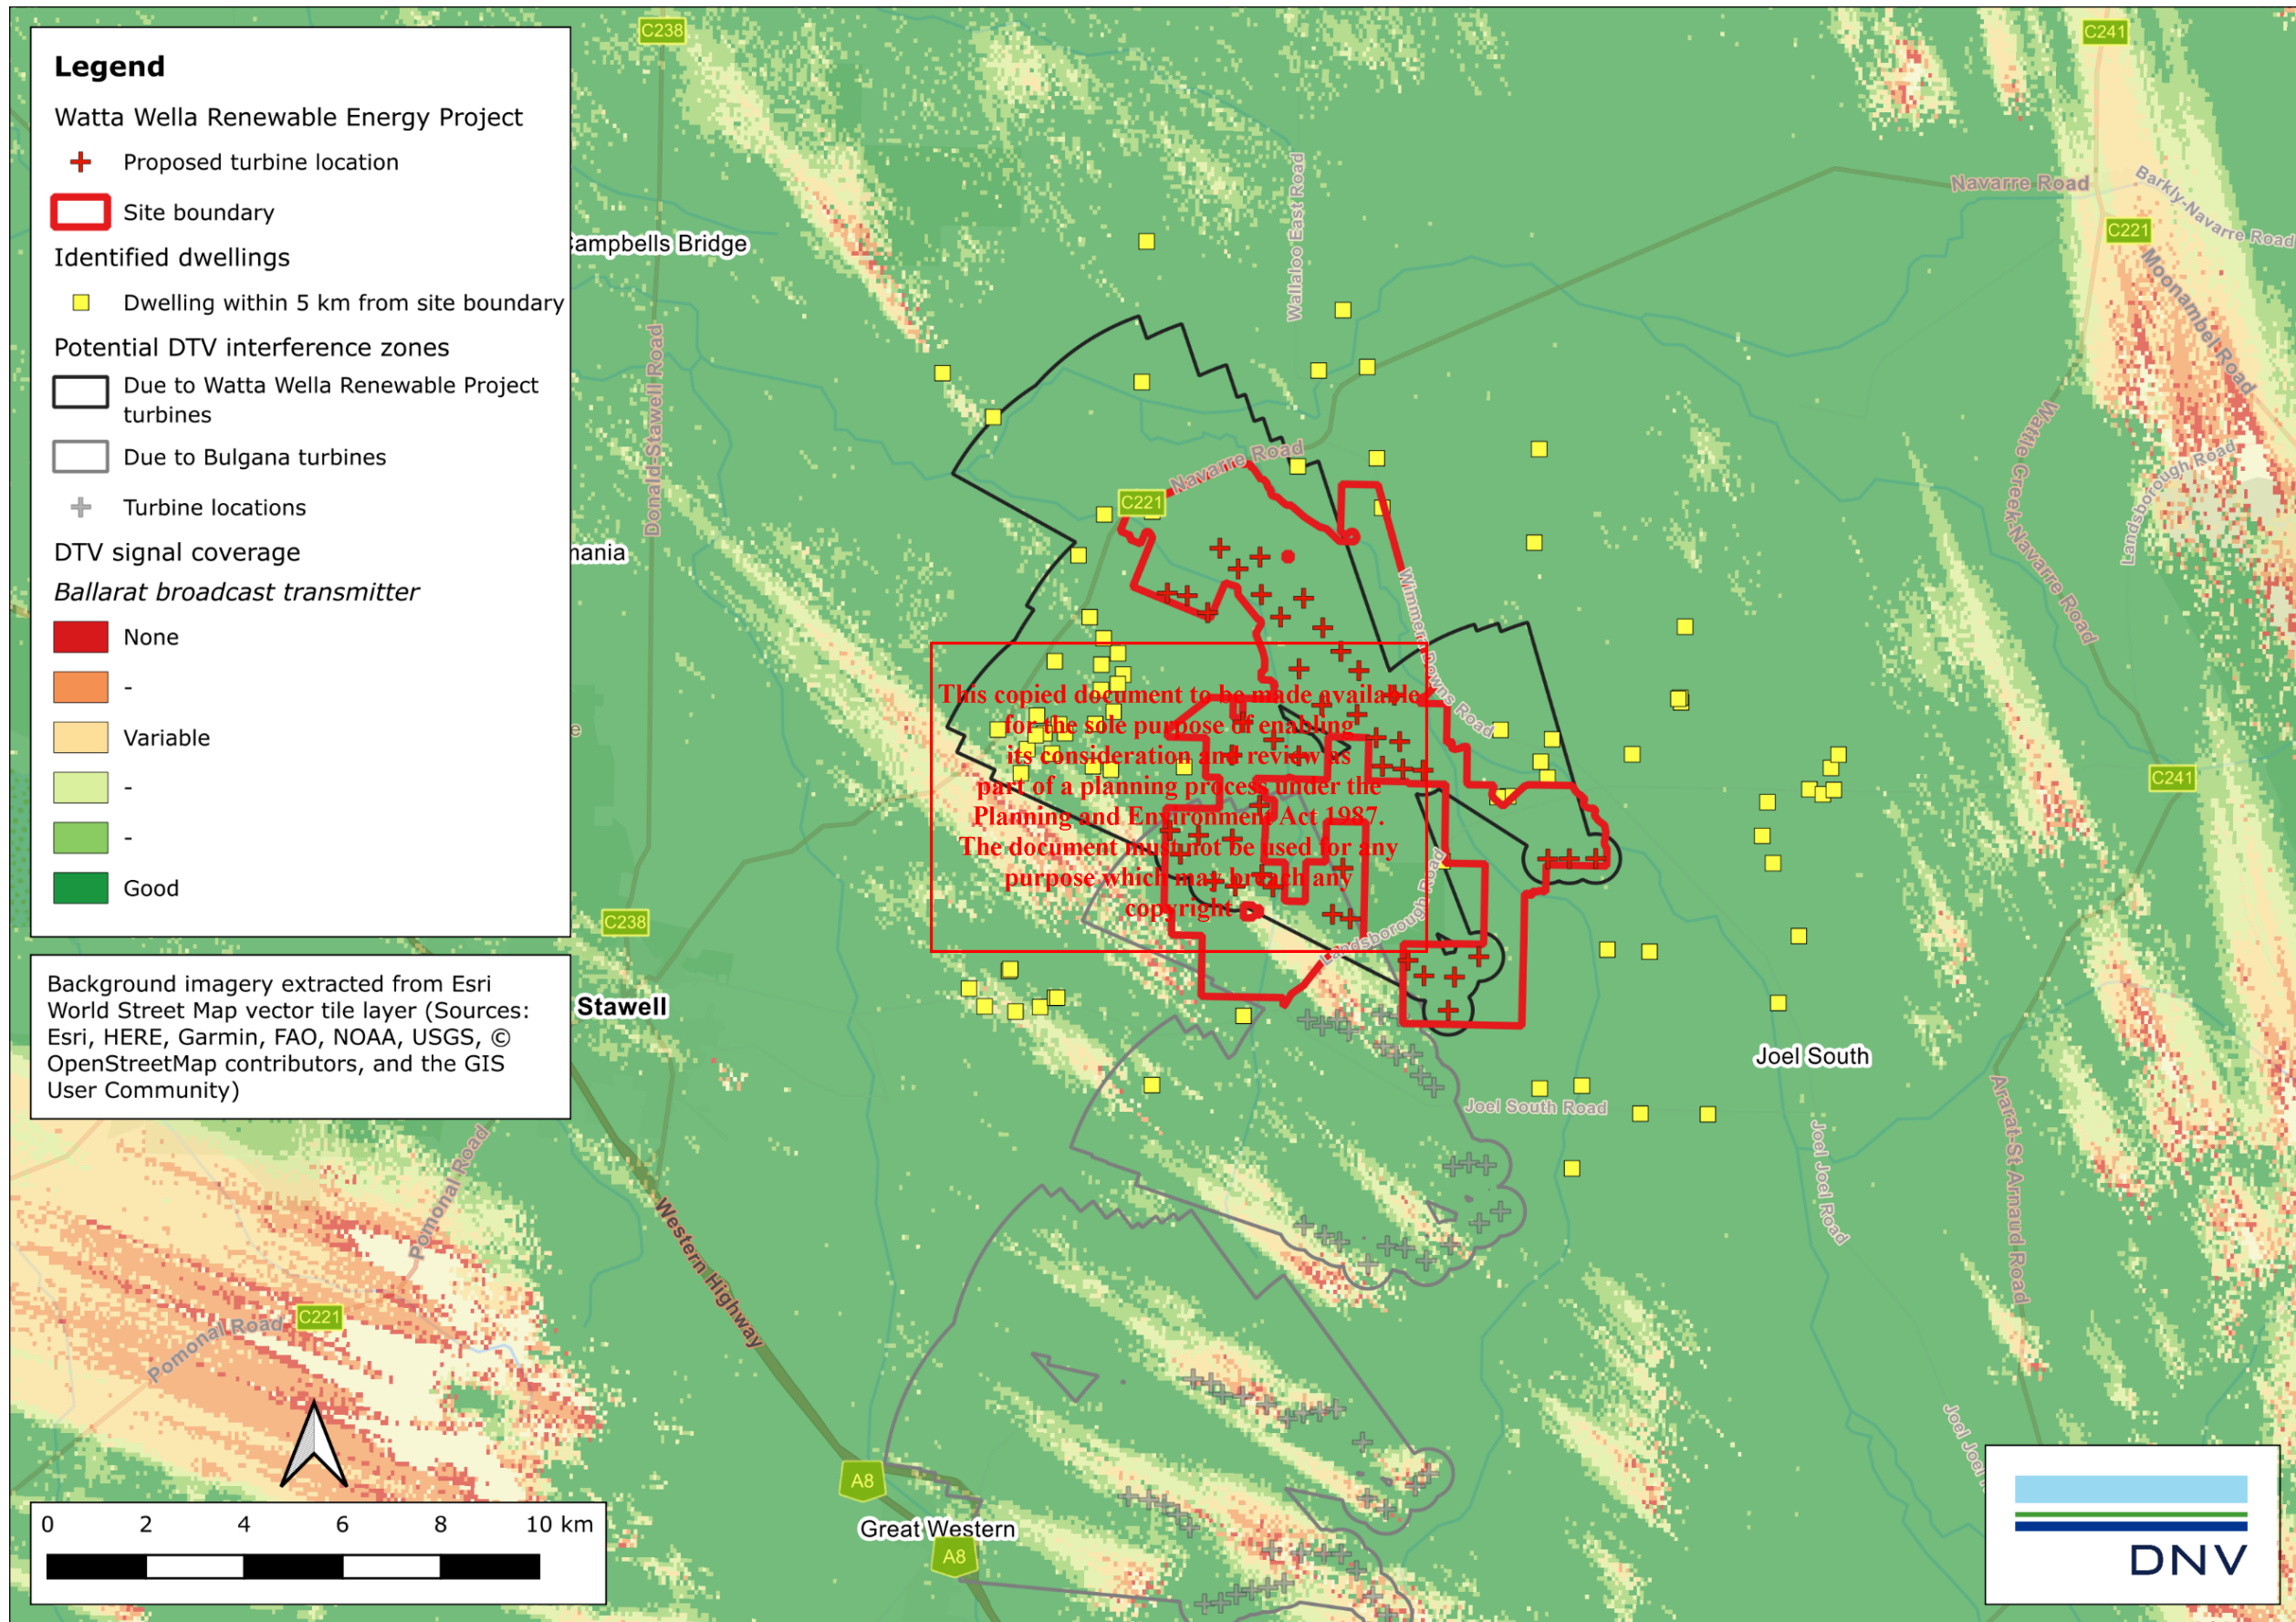 Legend
Watta Wella Renewable Energy Project
Proposed turbine location
Site boundary
Identified dwellings
Dwelling within 5 km from site boundary
Potential DTV interference zones
Due to Watta Wella Renewable Project
turbines
Due to Bulgana turbines
Turbine locations
DTV signal coverage
Ballarat broadcast transmitter
None
-
Variable
-
-
Good
Background imagery extracted from Esri
World Street Map vector tile layer (Sources:
Esri, HERE, Garmin, FAO, NOAA, USGS, ©
OpenStreetMap contributors, and the GIS
User Community)
0 2 4 6 8 10 km
C238
C241
Navarre Road
Barkly-Navarre Road
C221
Moonambel Road
Campbells Bridge
Wallaloo East Road
Donald-Stawell Road
Navarre Road
C221
Wattle Creek-Navarre Road
Landsborough Road
Wimmera Downs Road
This copied document to be made available
for the sole purpose of enabling
its consideration and review as
part of a planning process under the
Planning and Environment Act 1987.
The document must not be used for any
purpose which may breach any
copyright
C241
C238
Landsborough Road
Stawell
Joel South
Joel South Road
Joel Joel Road
Ararat-St Arnaud Road
Pomonal Road
Western Highway
C221
Pomonal Road
A8
Great Western
A8
DNV